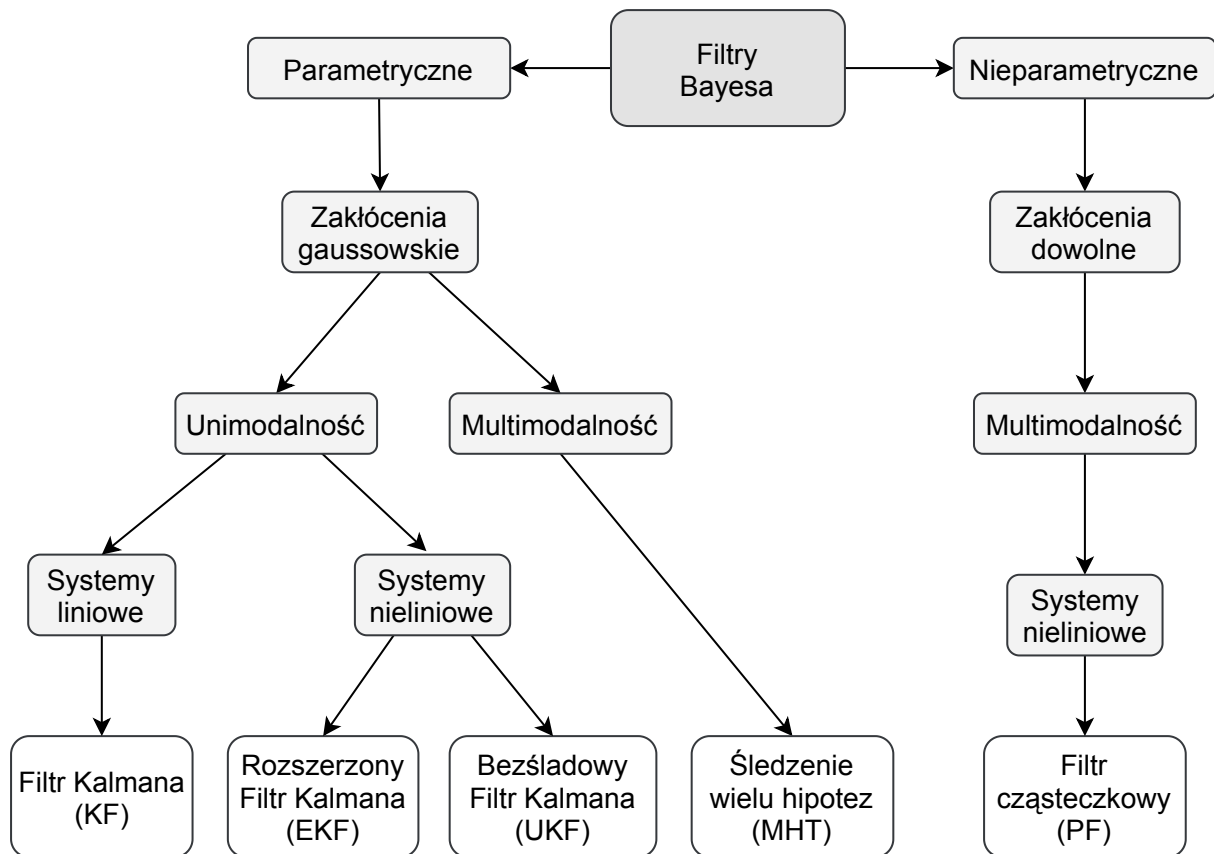 Filtry
Bayesa
Parametryczne
Nieparametryczne
Zakłócenia
gaussowskie
Zakłócenia
dowolne
Unimodalność
Multimodalność
Multimodalność
Systemy
liniowe
Systemy
nieliniowe
Systemy
nieliniowe
Filtr Kalmana
(KF)
Rozszerzony
Filtr Kalmana
(EKF)
Bezśladowy
Filtr Kalmana
(UKF)
Śledzenie
wielu hipotez
(MHT)
Filtr
cząsteczkowy
(PF)